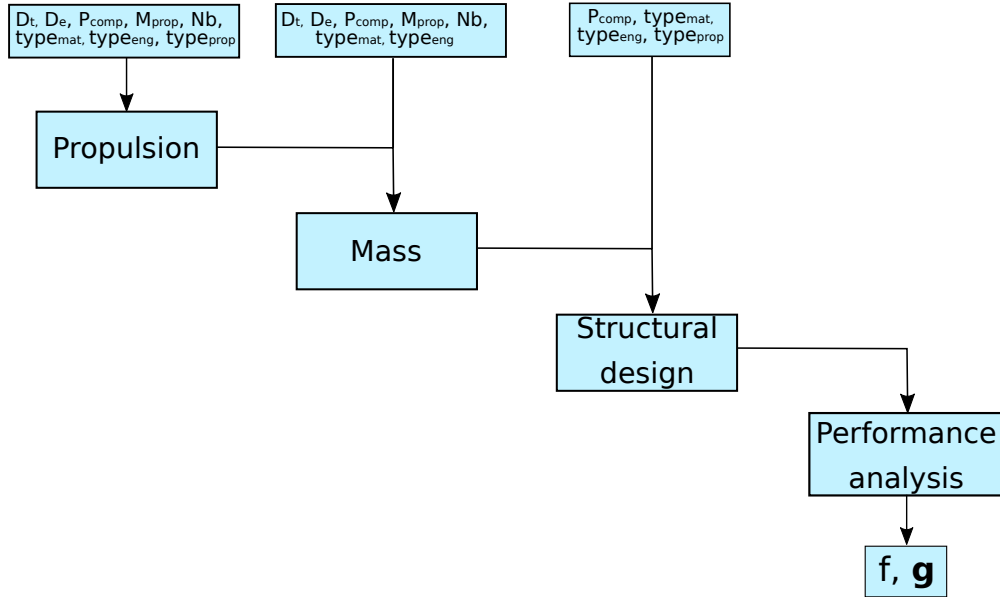 Dt, De, Pcomp, Mprop, Nb,
typemat, typeeng, typeprop
Dt, De, Pcomp, Mprop, Nb,
typemat, typeeng
Pcomp, typemat,
typeeng, typeprop
Propulsion
Mass
Structural
design
Performance
analysis
f, g